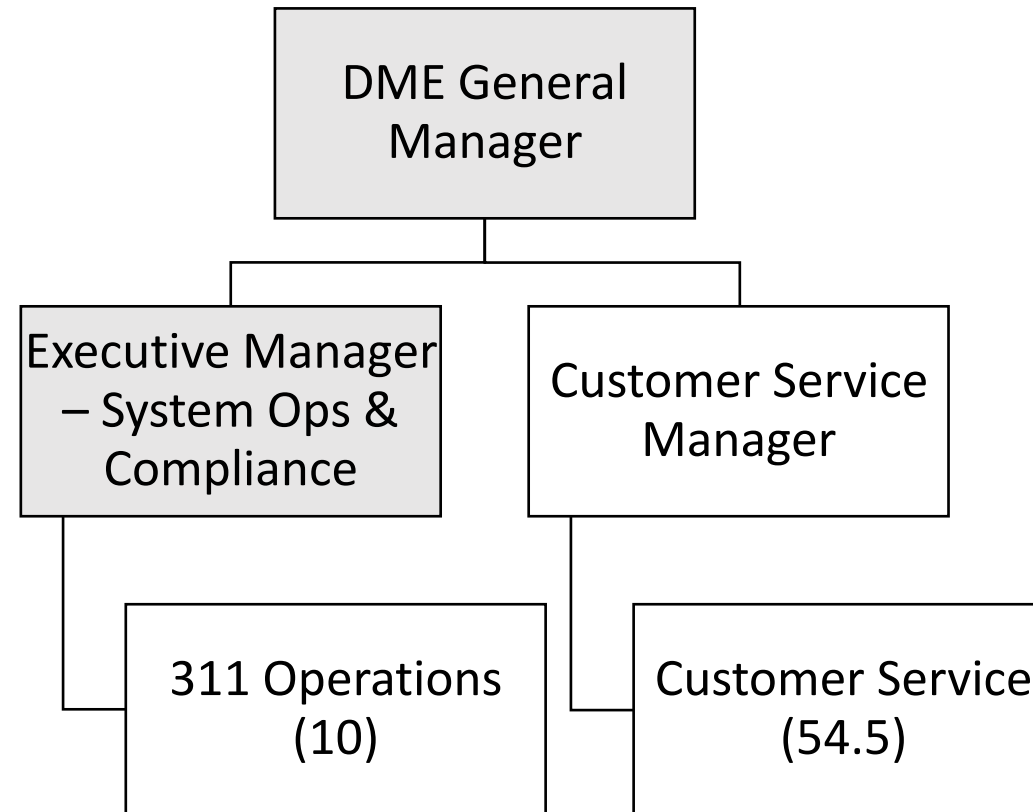 DME General
Manager
Executive Manager
– System Ops &
Compliance
Customer Service
Manager
311 Operations
(10)
Customer Service
(54.5)